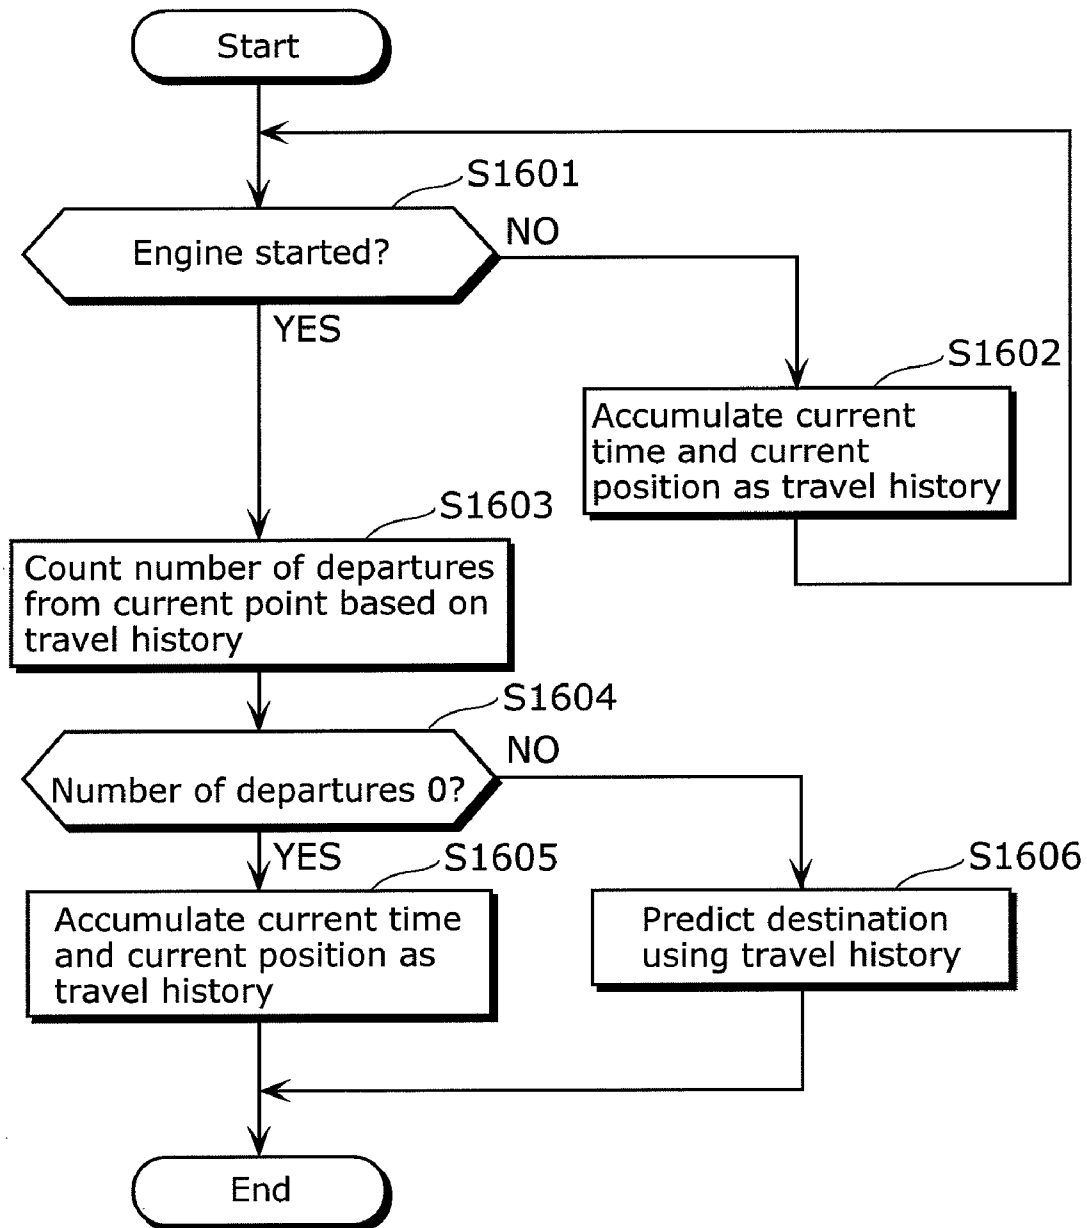 Start
S1601
Engine started?
NO
YES
S1602
Accumulate current
time and current
position as travel history
S1603
Count number of departures
from current point based on
travel history
S1604
Number of departures 0?
NO
YES
S1605
Accumulate current time
and current position as
travel history
S1606
Predict destination
using travel history
End